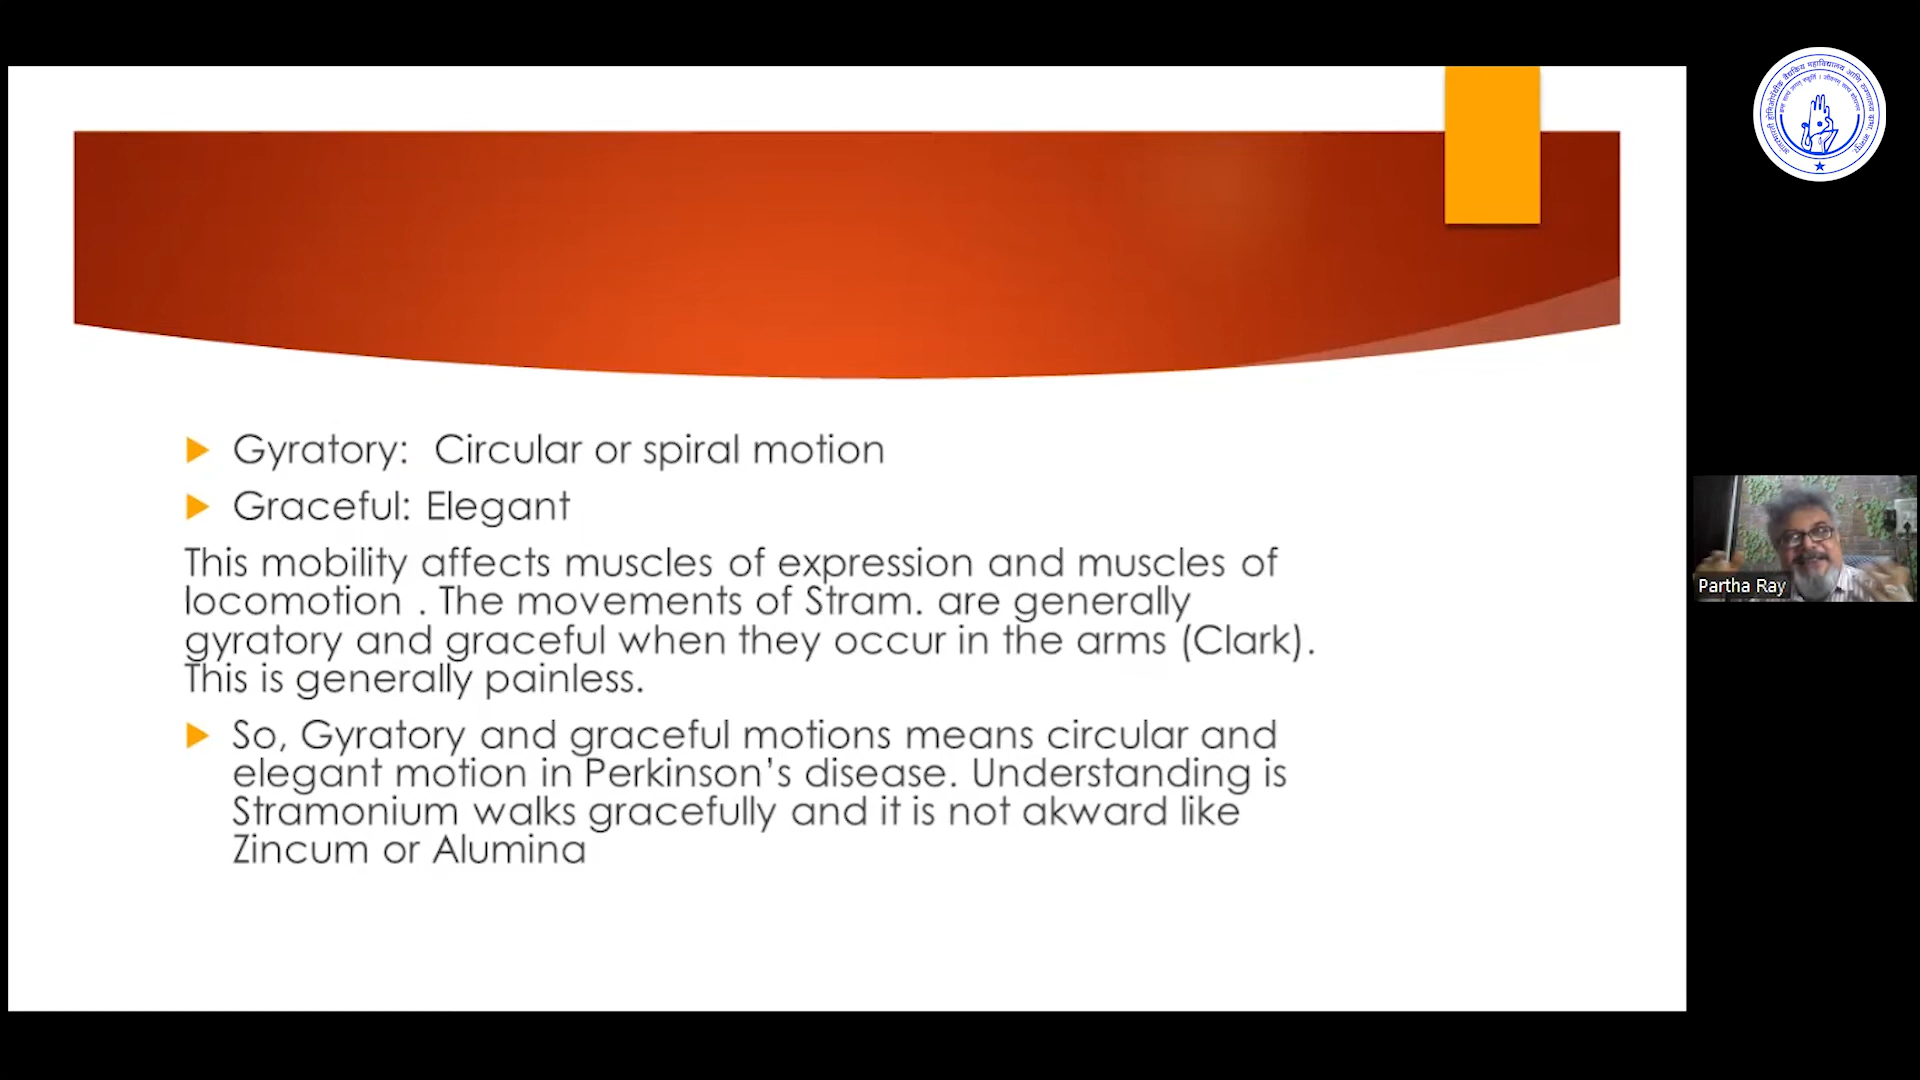 Gyratory: Circular or spiral motion
Graceful: Elegant
This mobility affects muscles of expression and muscles of
locomotion . The movements of Stram. are generally
gyratory and graceful when they occur in the arms (Clark).
This is generally painless.
So, Gyratory and graceful motions means circular and
elegant motion in Perkinson's disease. Understanding is
Stramonium walks gracefully and it is not akward like
Zincum or Alumina
Partha Ray